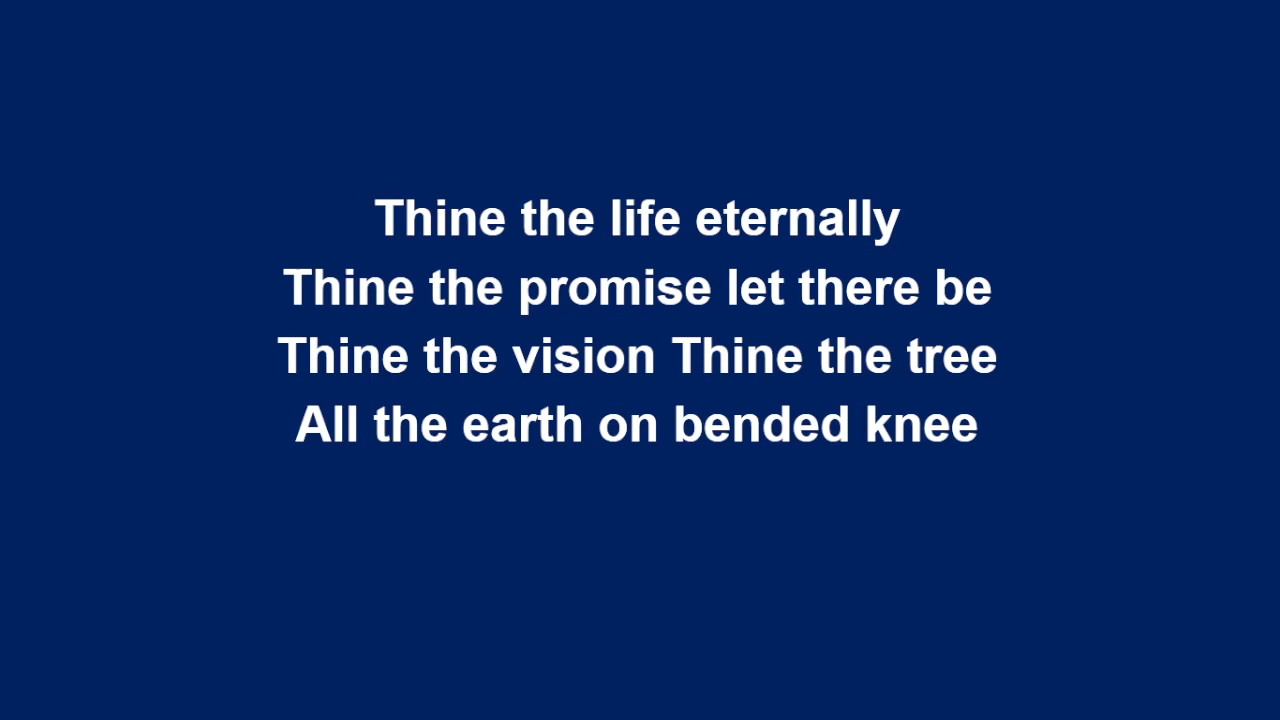 Thine the life eternally
Thine the promise let there be
Thine the vision Thine the tree
All the earth on bended knee